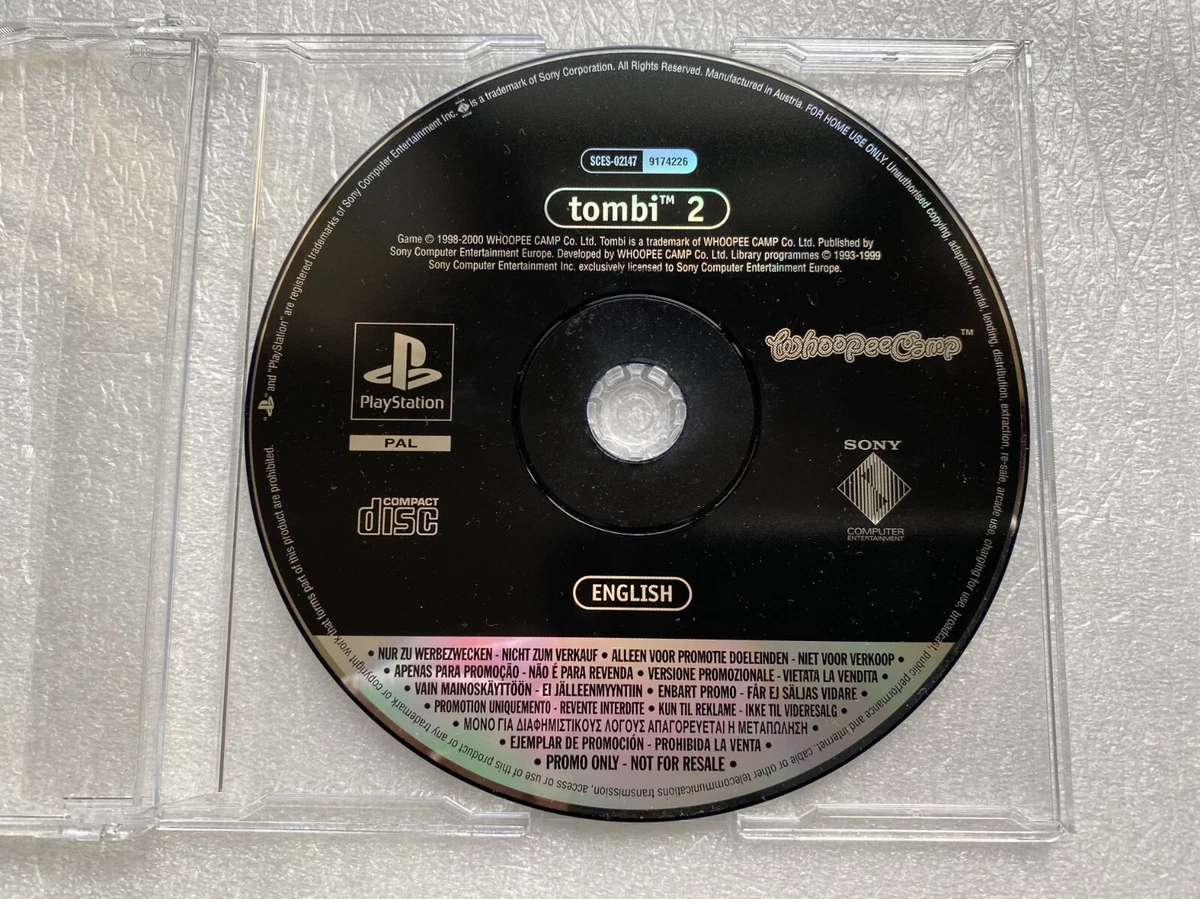 SCES-02147 9174226
tombi™ 2
Game © 1998-2000 WHOOPEE CAMP Co. Ltd. Tombi is a trademark of WHOOPEE CAMP Co. Ltd. Published by
Sony Computer Entertainment Europe. Developed by WHOOPEE CAMP Co. Ltd. Library programmes © 1993-1999
Sony Computer Entertainment Inc. exclusively licensed to Sony Computer Entertainment Europe.
PlayStation
PAL
COMPACT
disc
WhoopeeCamp™
SONY
COMPUTER
ENTERTAINMENT
ENGLISH
• NUR ZU WERBEZWECKEN - NICHT ZUM VERKAUF • ALLEEN VOOR PROMOTIE DOELEINDEN - NIET VOOR VERKOOP •
• APENAS PARA PROMOÇÃO - NÃO É PARA REVENDA • VERSIONE PROMOZIONALE - VIETATA LA VENDITA •
• VAIN MAINOSKÄYTTÖÖN - EI JÄLLEENMYYNTIIN • ENBART PROMO - FÅR EJ SÄLJAS VIDARE •
• PROMOTION UNIQUEMENT - REVENTE INTERDITE • KUN TIL REKLAME - IKKE TIL VIDERESALG •
• ΜΟΝΟ ΓΙΑ ΔΙΑΦΗΜΙΣΤΙΚΟΥΣ ΛΟΓΟΥΣ ΑΠΑΓΟΡΕΥΕΤΑΙ Η ΜΕΤΑΠΩΛΗΣΗ •
• EJEMPLAR DE PROMOCIÓN - PROHIBIDA LA VENTA •
• PROMO ONLY - NOT FOR RESALE •
" " and "PlayStation" are registered trademarks of Sony Computer Entertainment Inc. is a trademark of Sony Corporation. All Rights Reserved. Manufactured in Austria. FOR HOME USE ONLY. Unauthorised copying, adaptation, rental, lending, distribution, extraction, re-sale, arcade use, charging for use, broadcast, public performance and internet, cable or other telecommunications transmission, access or use of this product or any trademark or copyright work that forms part of this product are prohibited.